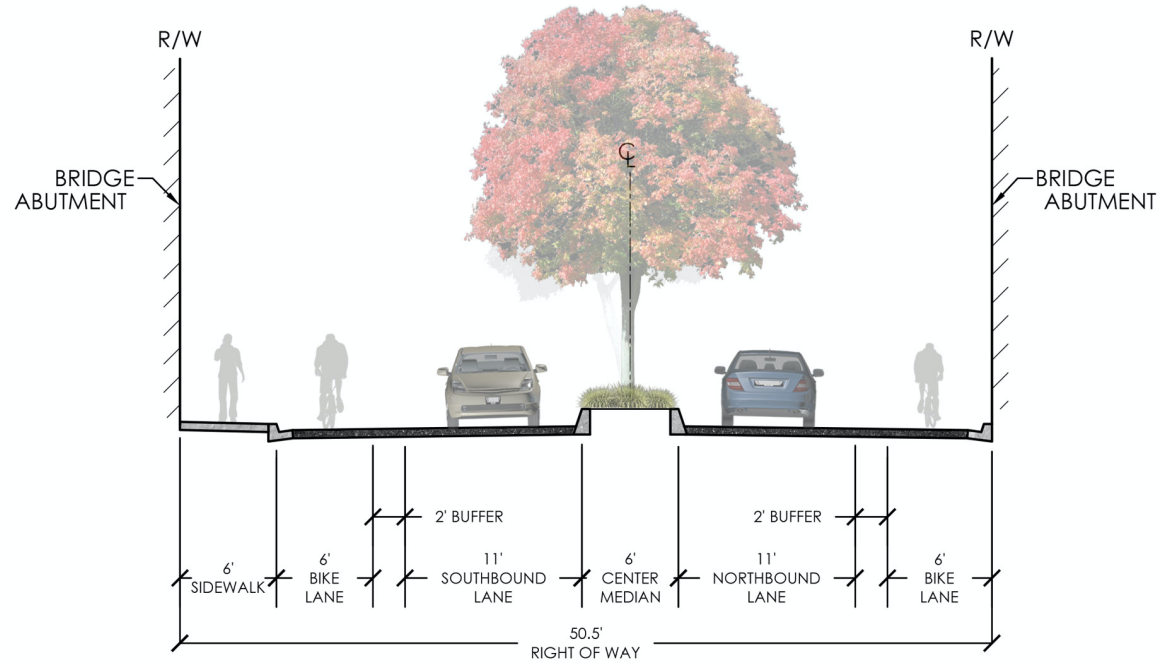 R/W
R/W
℄
BRIDGE
ABUTMENT
BRIDGE
ABUTMENT
2' BUFFER
2' BUFFER
6'
SIDEWALK
6'
BIKE
LANE
11'
SOUTHBOUND
LANE
6'
CENTER
MEDIAN
11'
NORTHBOUND
LANE
6'
BIKE
LANE
50.5'
RIGHT OF WAY